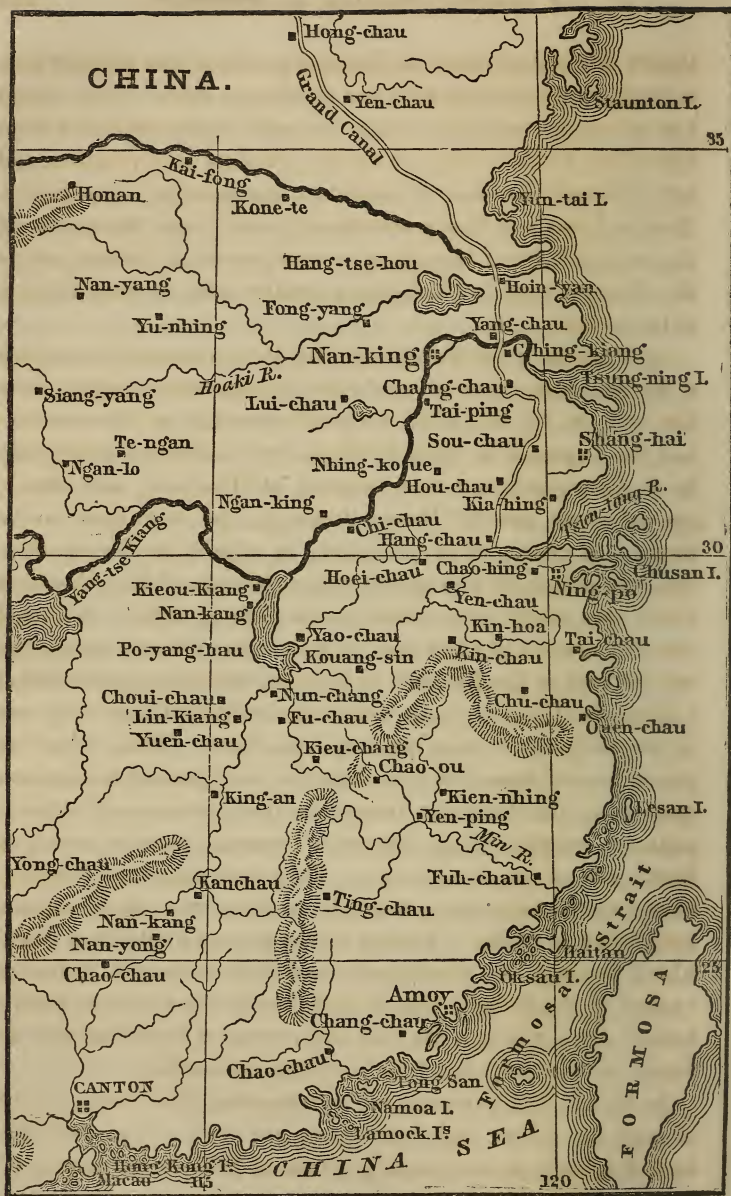 Hong-chau
CHINA.
Grand Canal
Yen-chau
Staunton I.
35
Kai-fong
Honan
Kone-te
Yun-tai I.
Hang-tse-hou
Hoin-yan
Nan-yang
Fong-yang
Yu-nhing
Yang-chau
Nan-king
Ching-kiang
Hoaki R.
Siang-yang
Lui-chau
Chang-chau
Tsung-ning I.
Tai-ping
Te-ngan
Sou-chau
Shang-hai
Ngan-lo
Nhing-koue
Hou-chau
Ngan-king
Kia-hing
Tsien-tang R.
Chi-chau
Hang-chau
30
Yang-tse Kiang
Kieou-Kiang
Hoei-chau
Chao-hing
Chusan I.
Nan-kang
Yen-chau
Ning-po
Yao-chau
Kin-hoa
Po-yang-hau
Kin-chau
Tai-chau
Kouang-sin
Choui-chau
Nun-chang
Chu-chau
Lin-Kiang
Fu-chau
Ouen-chau
Yuen-chau
Kieu-chang
Chao-ou
King-an
Kien-nhing
Lesan I.
Yen-ping
Min R.
Yong-chau
Fuh-chau
Kanchau
Ting-chau
Nan-kang
Nan-yong
Haitan
Chao-chau
Oksau I.
25
Amoy
Formosa Strait
FORMOSA
Chang-chau
Chao-chau
Tong San
CANTON
Namoa I.
Lamock Is.
Hong Kong I.
CHINA SEA
Macau
115
120